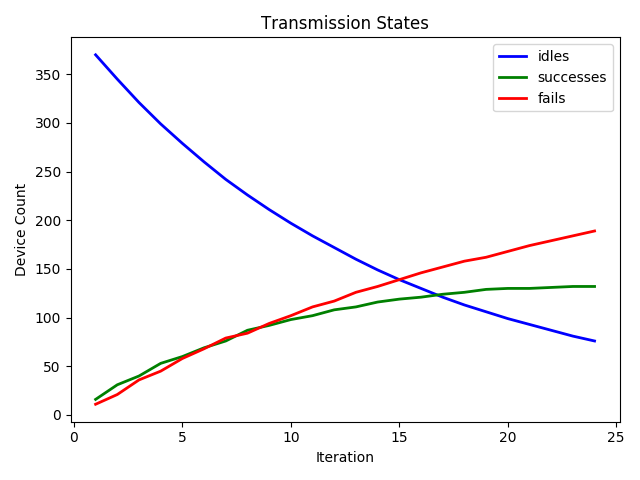 Transmission States
idles
successes
fails
Device Count
350
300
250
200
150
100
50
0
0 5 10 15 20 25
Iteration